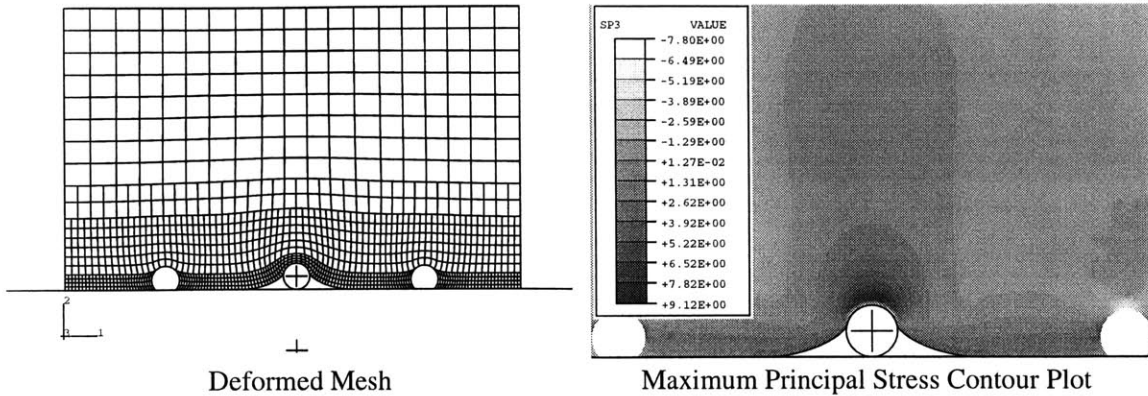 SP3 VALUE
-7.80E+00
-6.49E+00
-5.19E+00
-3.89E+00
-2.59E+00
-1.29E+00
+1.27E-02
+1.31E+00
+2.62E+00
+3.92E+00
+5.22E+00
+6.52E+00
+7.82E+00
+9.12E+00
2
3 1
Deformed Mesh
Maximum Principal Stress Contour Plot